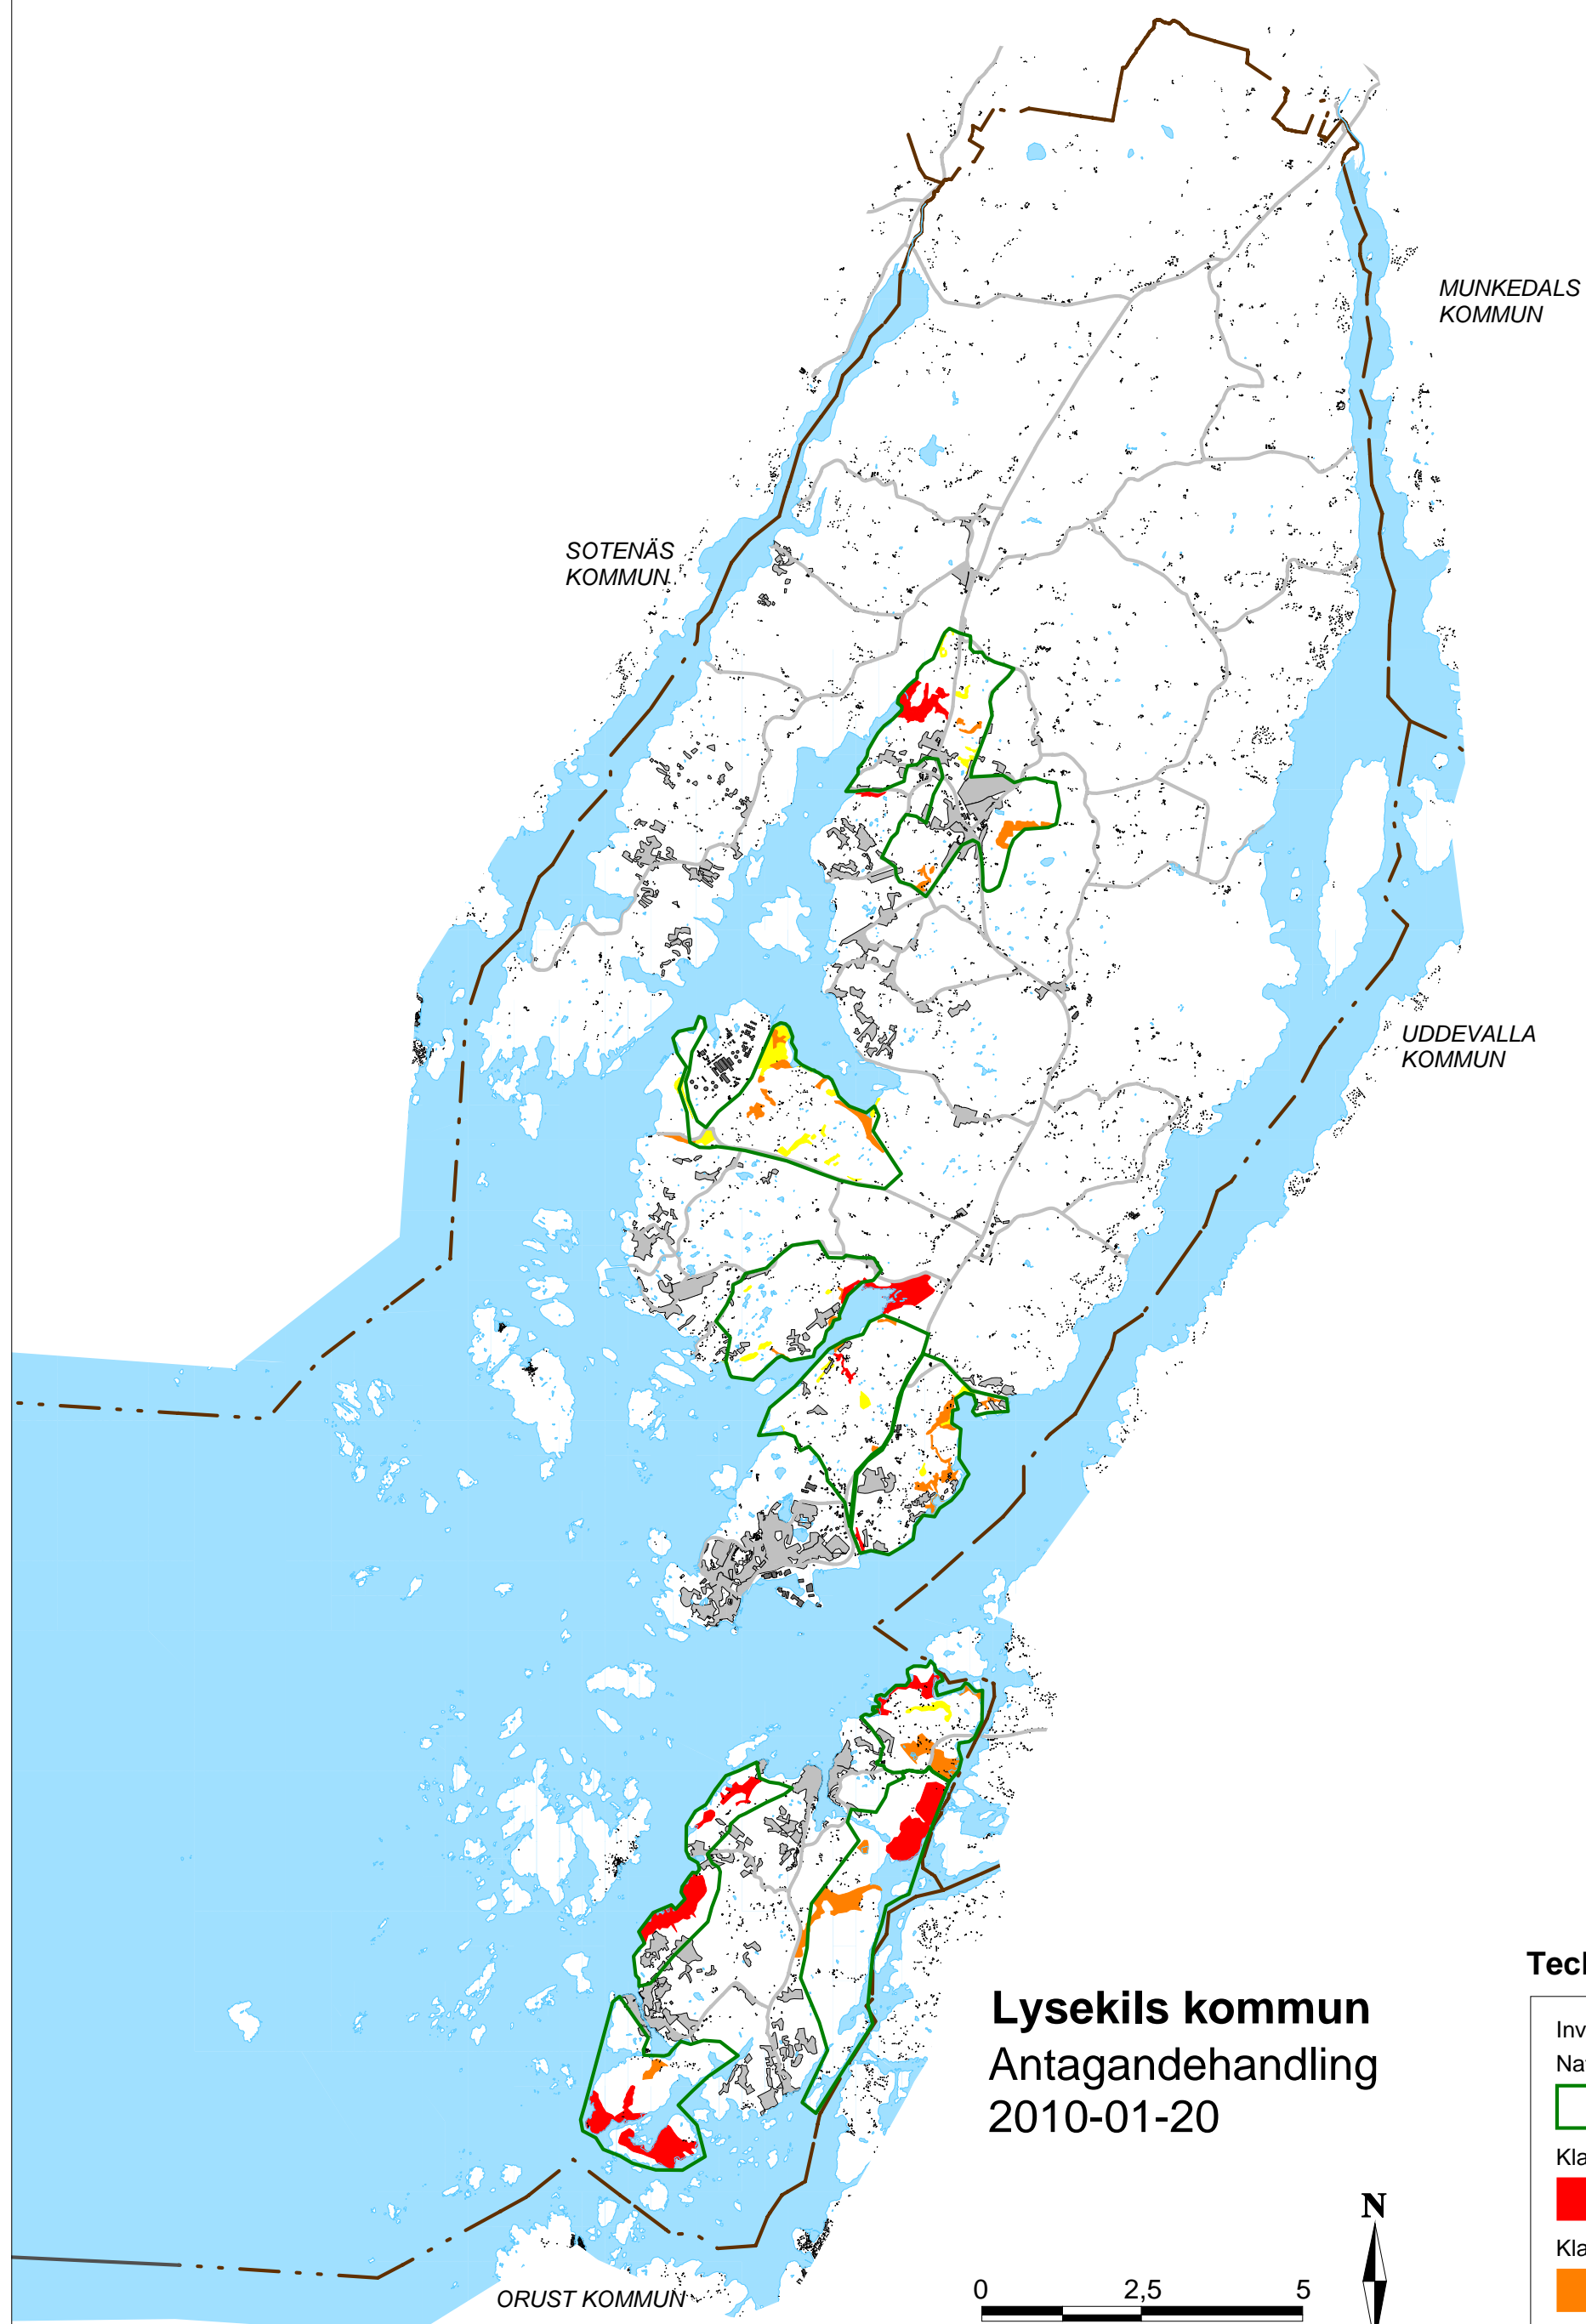 MUNKEDALS
KOMMUN
SOTENÄS
KOMMUN
UDDEVALLA
KOMMUN
Lysekils kommun
Antagandehandling
2010-01-20
N
0 2,5 5
ORUST KOMMUN